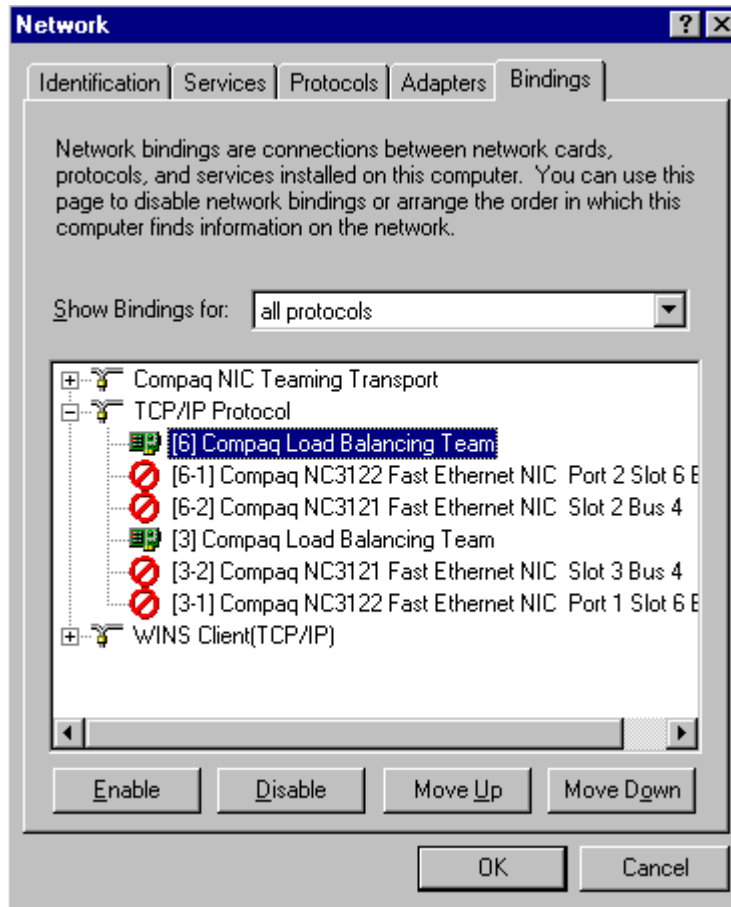 Network
Identification Services Protocols Adapters Bindings
Network bindings are connections between network cards,
protocols, and services installed on this computer. You can use this
page to disable network bindings or arrange the order in which this
computer finds information on the network.
Show Bindings for: all protocols
Compaq NIC Teaming Transport
TCP/IP Protocol
[6] Compaq Load Balancing Team
[6-1] Compaq NC3122 Fast Ethernet NIC Port 2 Slot 6 B
[6-2] Compaq NC3121 Fast Ethernet NIC Slot 2 Bus 4
[3] Compaq Load Balancing Team
[3-2] Compaq NC3121 Fast Ethernet NIC Slot 3 Bus 4
[3-1] Compaq NC3122 Fast Ethernet NIC Port 1 Slot 6 B
WINS Client(TCP/IP)
Enable Disable Move Up Move Down
OK Cancel